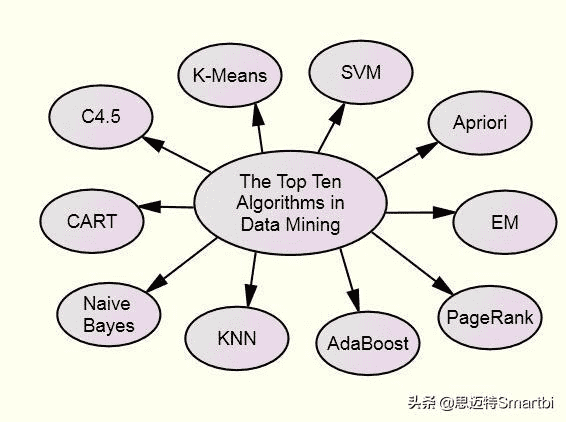 K-Means
SVM
C4.5
Apriori
The Top Ten
Algorithms in
Data Mining
CART
EM
Naive
Bayes
KNN
AdaBoost
PageRank
头条 @思迈特Smartbi